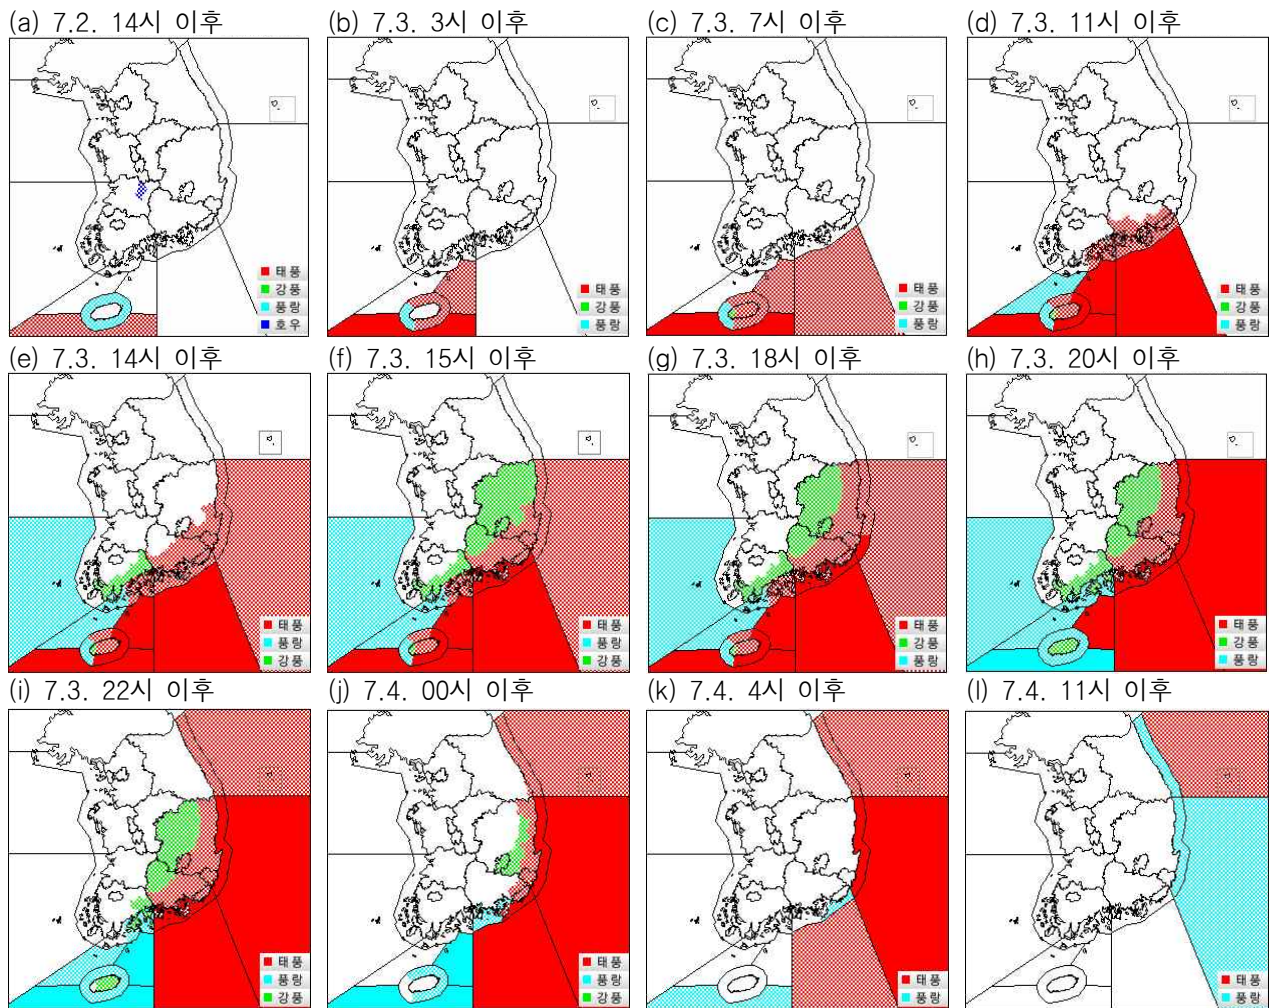 (a) 7.2. 14시 이후
(b) 7.3. 3시 이후
(c) 7.3. 7시 이후
(d) 7.3. 11시 이후
태풍
강풍
풍랑
호우
태풍
강풍
풍랑
태풍
강풍
풍랑
태풍
강풍
풍랑
(e) 7.3. 14시 이후
(f) 7.3. 15시 이후
(g) 7.3. 18시 이후
(h) 7.3. 20시 이후
태풍
풍랑
강풍
태풍
풍랑
강풍
태풍
풍랑
강풍
태풍
강풍
풍랑
(i) 7.3. 22시 이후
(j) 7.4. 00시 이후
(k) 7.4. 4시 이후
(l) 7.4. 11시 이후
태풍
풍랑
강풍
태풍
풍랑
강풍
태풍
풍랑
태풍
풍랑